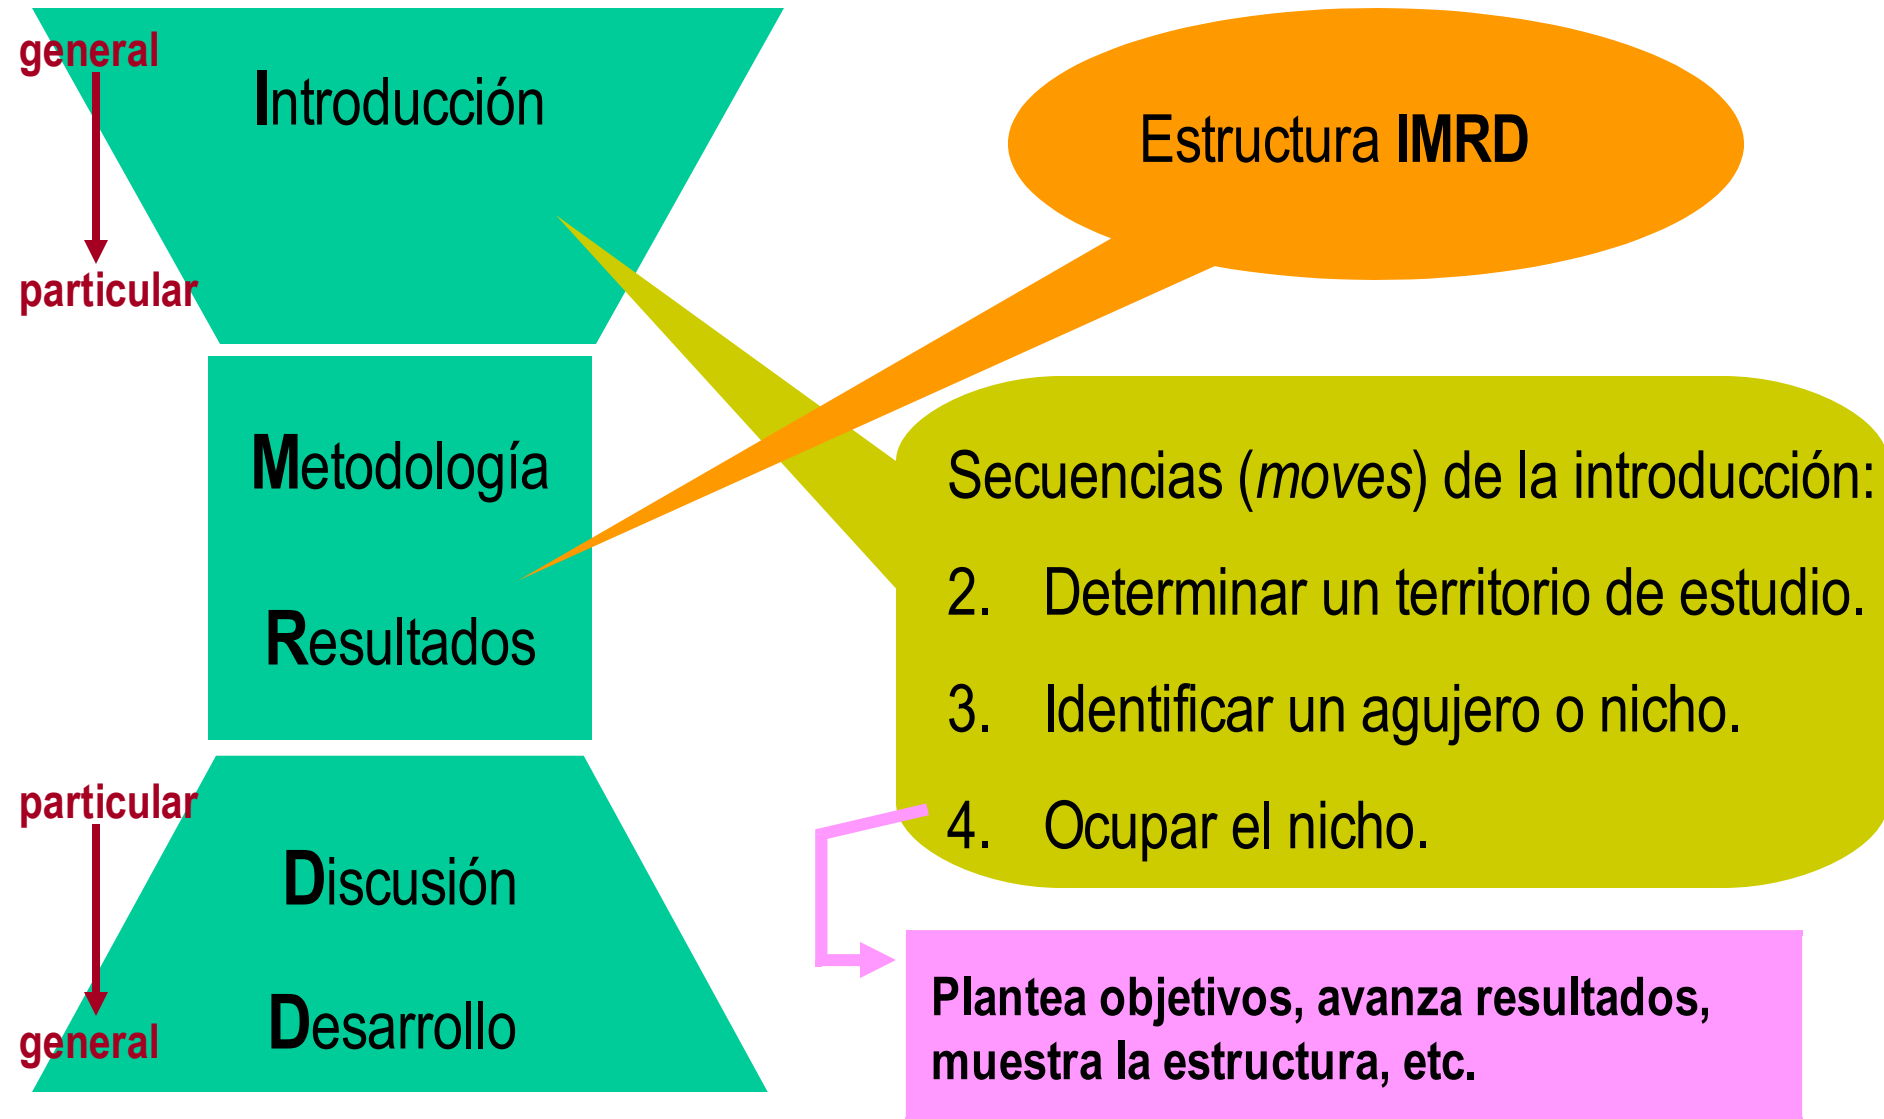 general
Introducción
particular
Estructura IMRD
Metodología
Resultados
Secuencias (moves) de la introducción:
2. Determinar un territorio de estudio.
3. Identificar un agujero o nicho.
4. Ocupar el nicho.
particular
Discusión
Desarrollo
general
Plantea objetivos, avanza resultados,
muestra la estructura, etc.